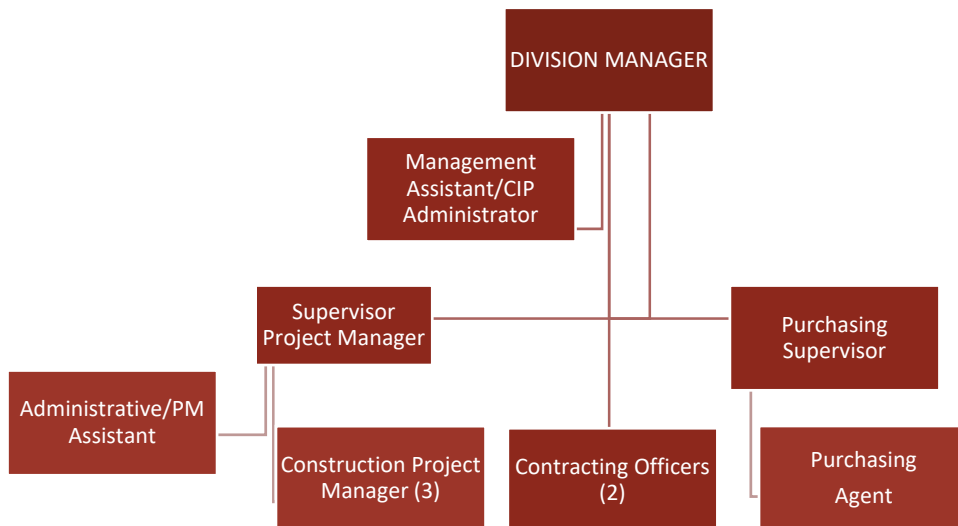 DIVISION MANAGER
Management
Assistant/CIP
Administrator
Supervisor
Project Manager
Purchasing
Supervisor
Administrative/PM
Assistant
Construction Project
Manager (3)
Contracting Officers
(2)
Purchasing
Agent